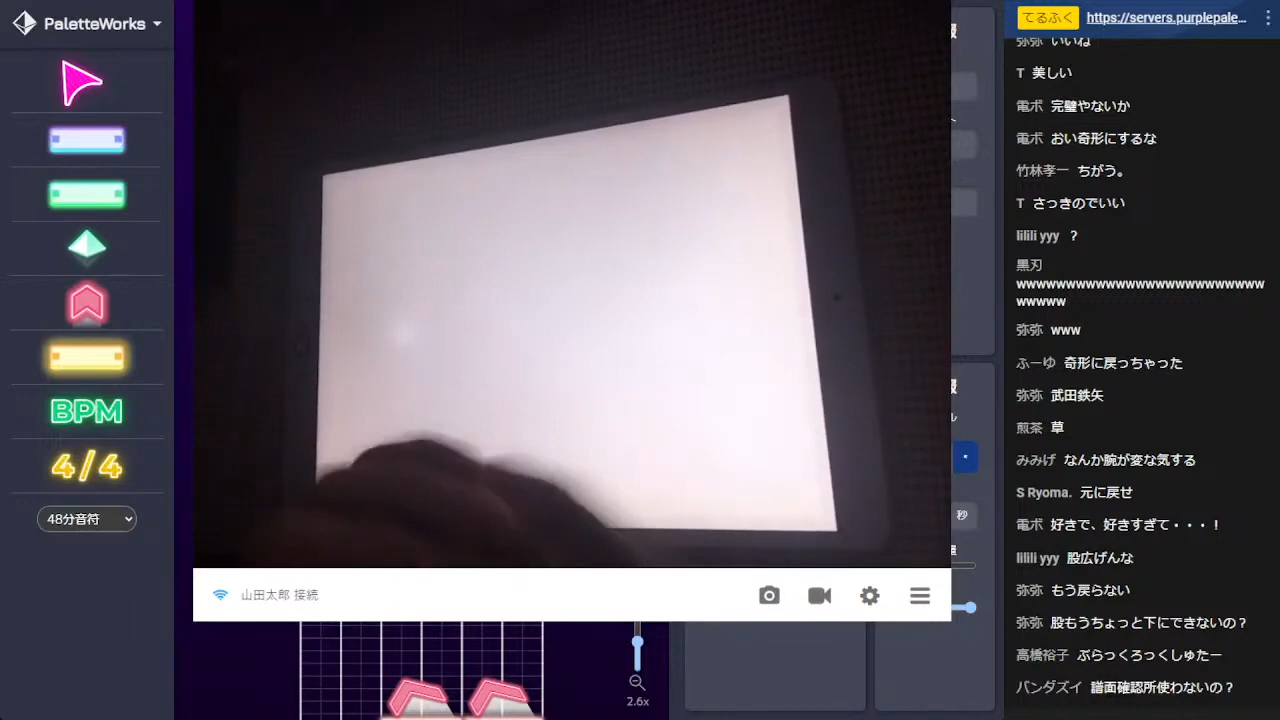 PaletteWorks
BPM
4/4
48分音符
山田太郎 接続
秒
2.6x
てるふく https://servers.purplepale...
弥弥 いいね
T 美しい
電ボ 完璧やないか
電ボ おい奇形にするな
竹林孝一 ちがう。
T さっきのでいい
lilili yyy ？
黒刃
wwwwwwwwwwwwwwwwwwwwwwwww
wwwww
弥弥 www
ふーゆ 奇形に戻っちゃった
弥弥 武田鉄矢
煎茶 草
みみげ なんか腕が変な気する
S Ryoma. 元に戻せ
電ボ 好きで、好きすぎて・・・！
lilili yyy 股広げんな
弥弥 もう戻らない
弥弥 股もうちょっと下にできないの？
高橋裕子 ぶらっくろっくしゅたー
パンダズイ 譜面確認所使わないの？